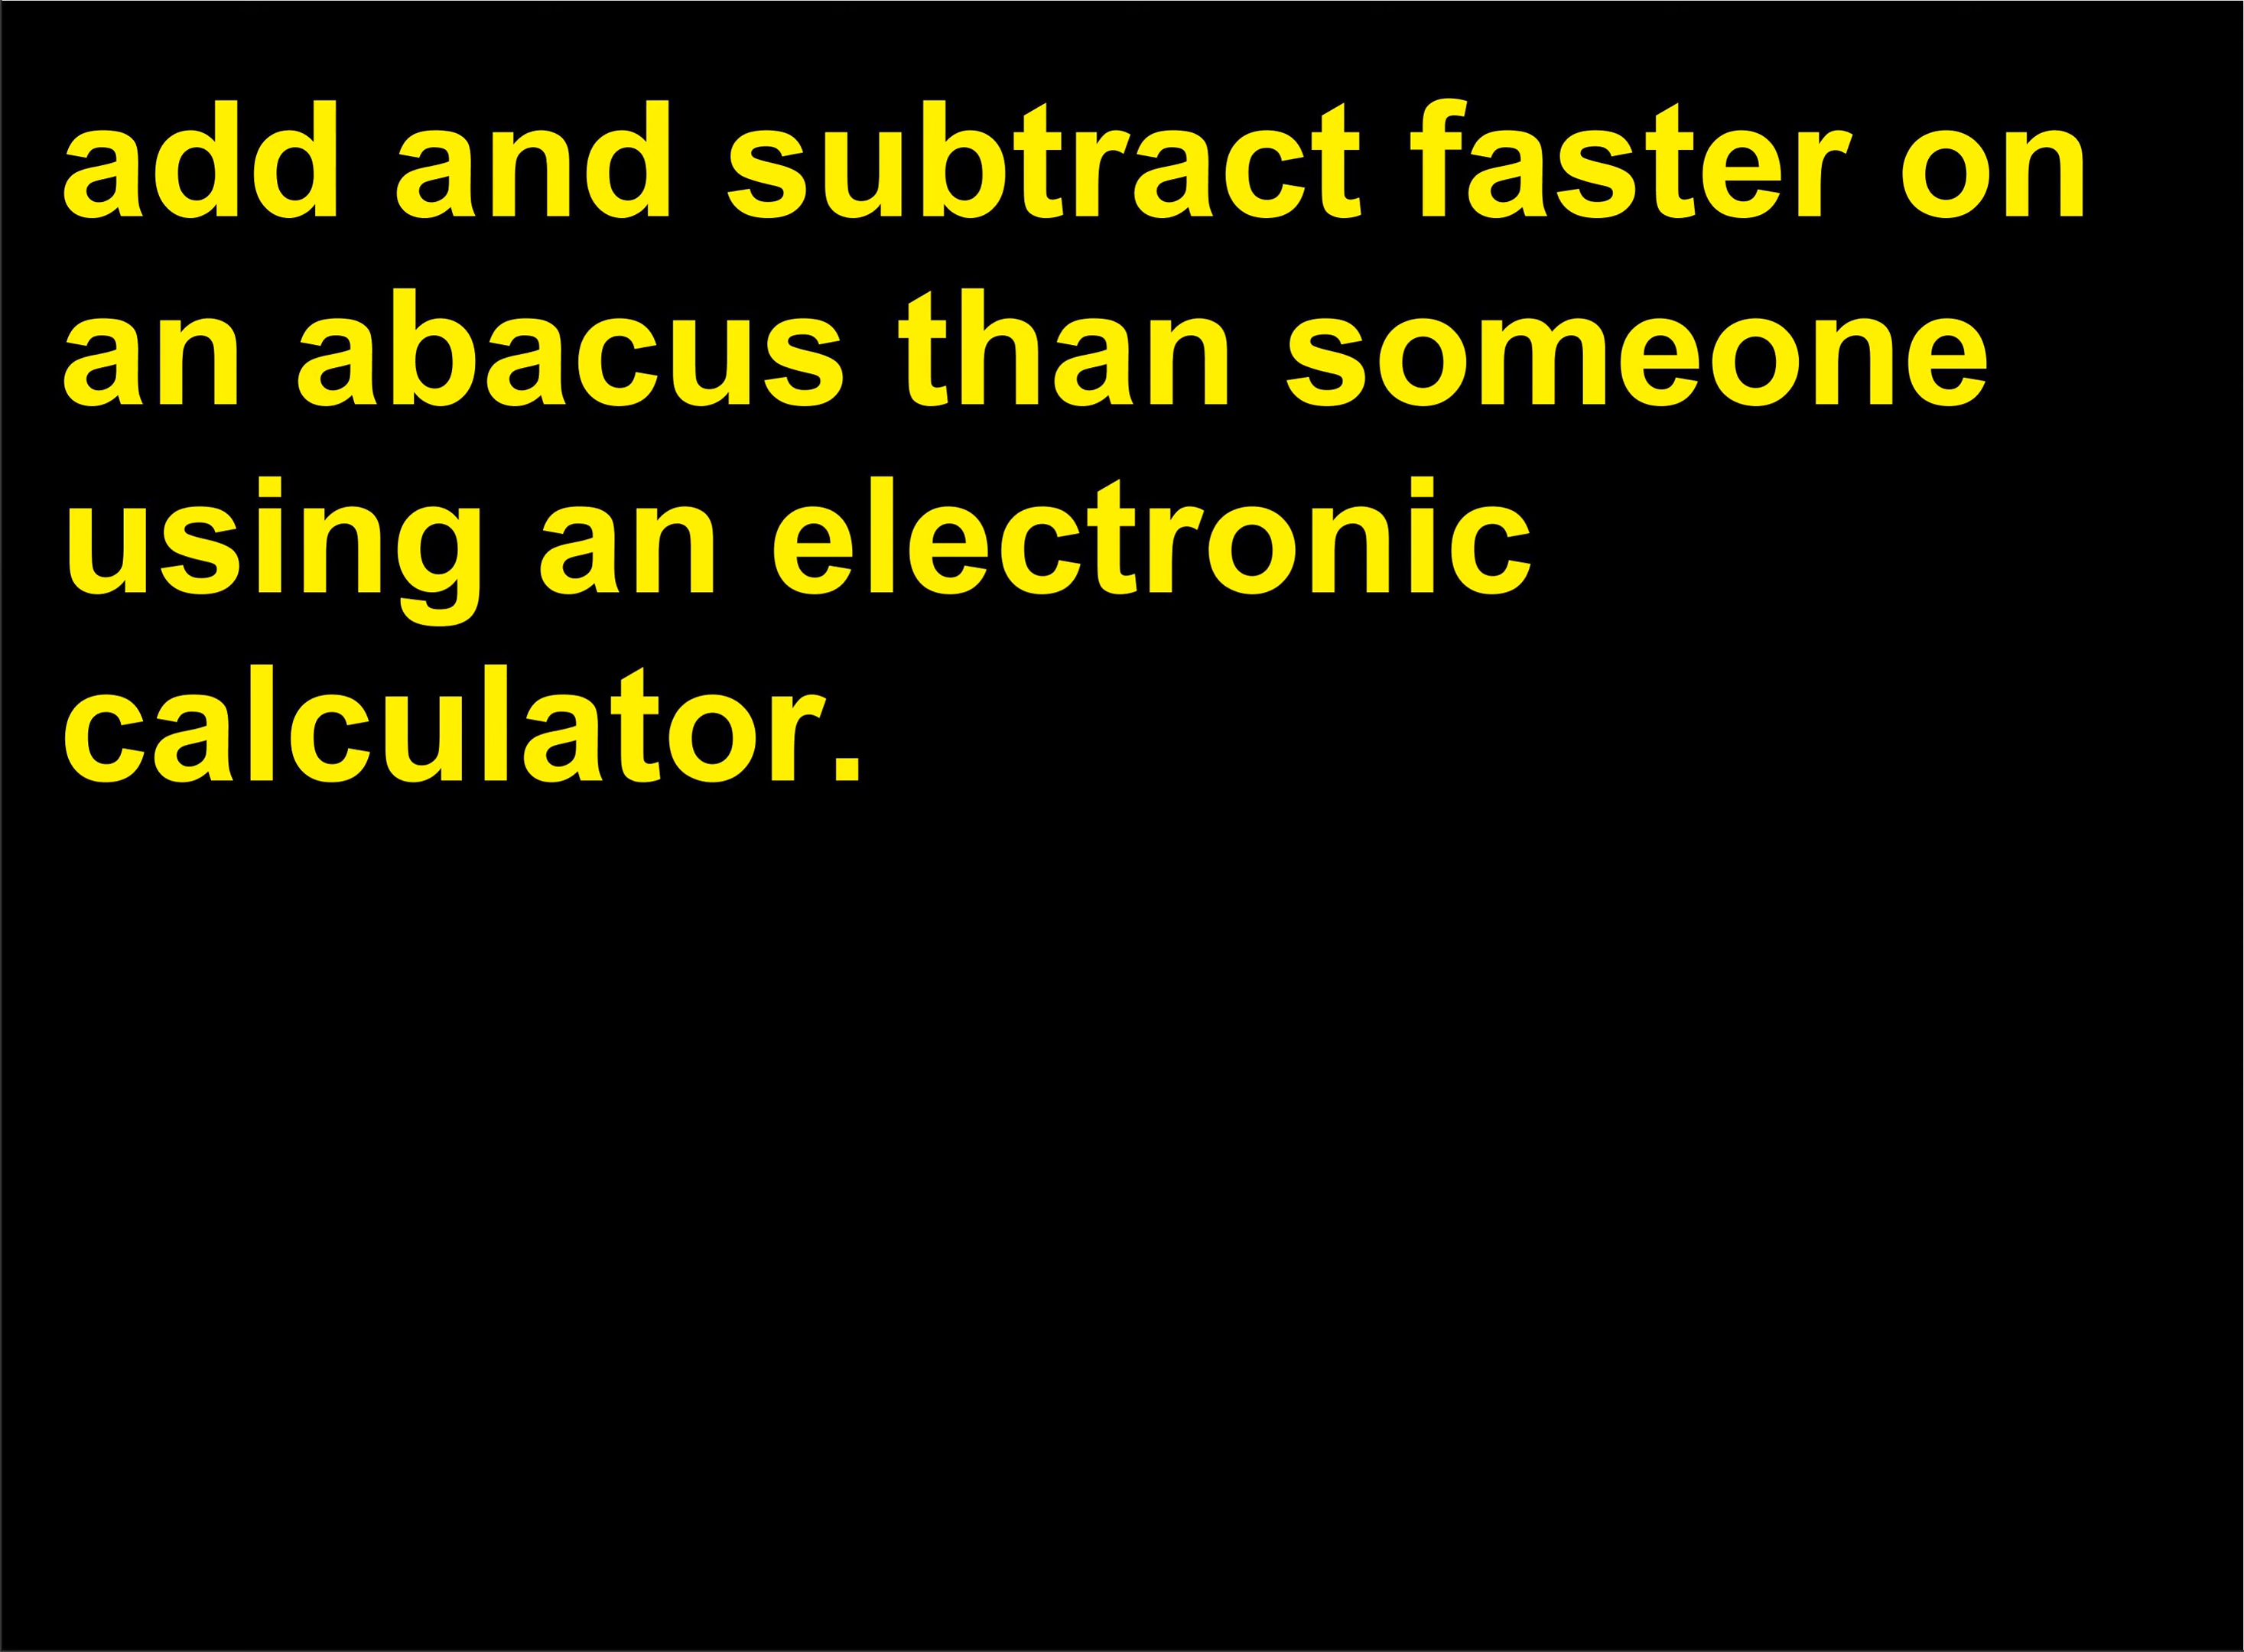 add and subtract faster on
an abacus than someone
using an electronic
calculator.